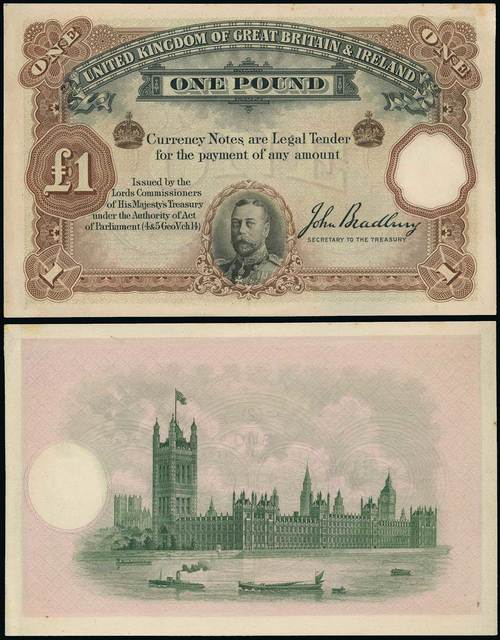 ONE
ONE
UNITED KINGDOM OF GREAT BRITAIN & IRELAND
ONE POUND
Currency Notes, are Legal Tender
for the payment of any amount
£1
Issued by the
Lords Commissioners
of His Majesty's Treasury
under the Authority of Act
of Parliament (4&5 Geo.V.ch.14)
John Bradbury
SECRETARY TO THE TREASURY
1
1